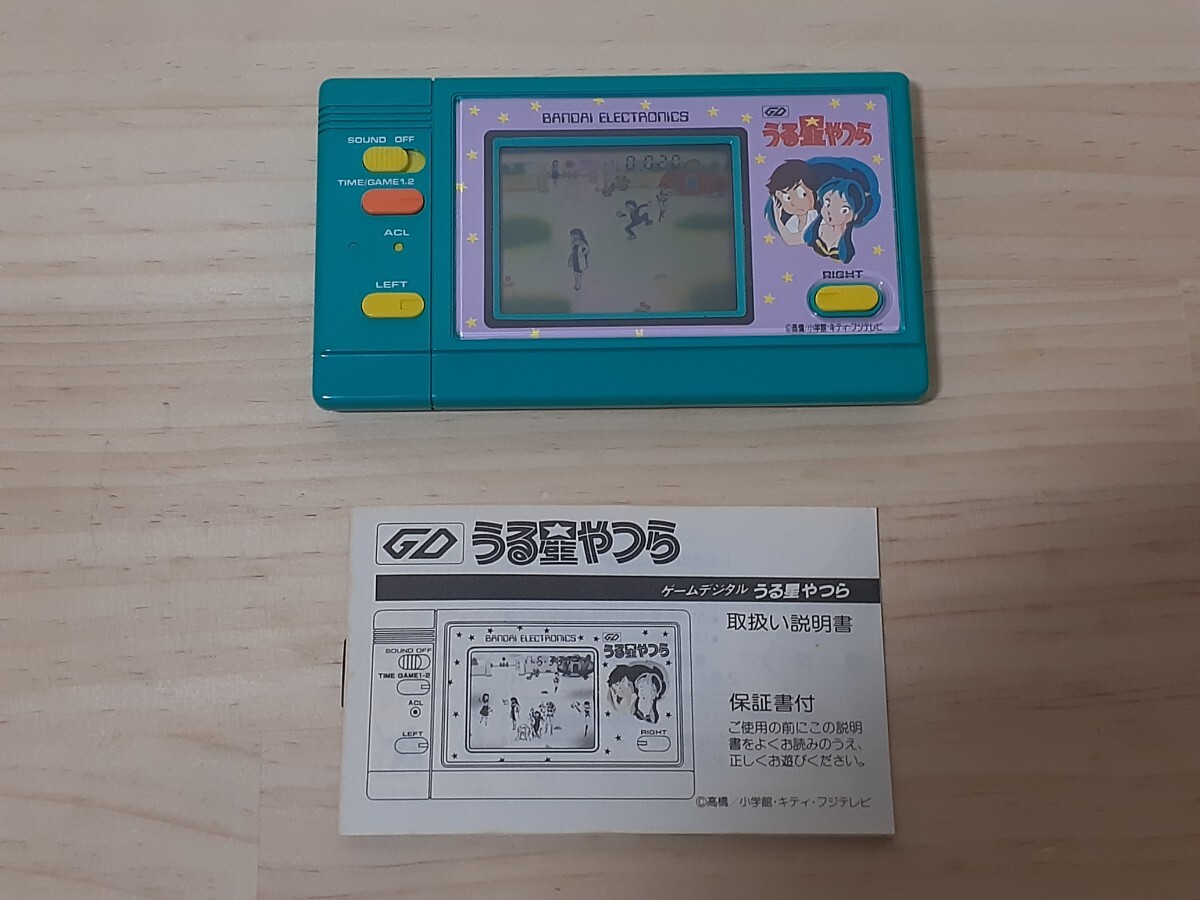 SOUND OFF
TIME/GAME1.2
ACL
LEFT
BANDAI ELECTRONICS
00:20
GD
うる星やつら
RIGHT
©高橋/小学館・キティ・フジテレビ
GD うる星やつら
ゲームデジタル うる星やつら
SOUND OFF
TIME GAME1-2
ACL
LEFT
BANDAI ELECTRONICS
GD
うる星やつら
RIGHT
取扱い説明書
保証書付
ご使用の前にこの説明
書をよくお読みのうえ、
正しくお遊びください。
©高橋/小学館・キティ・フジテレビ